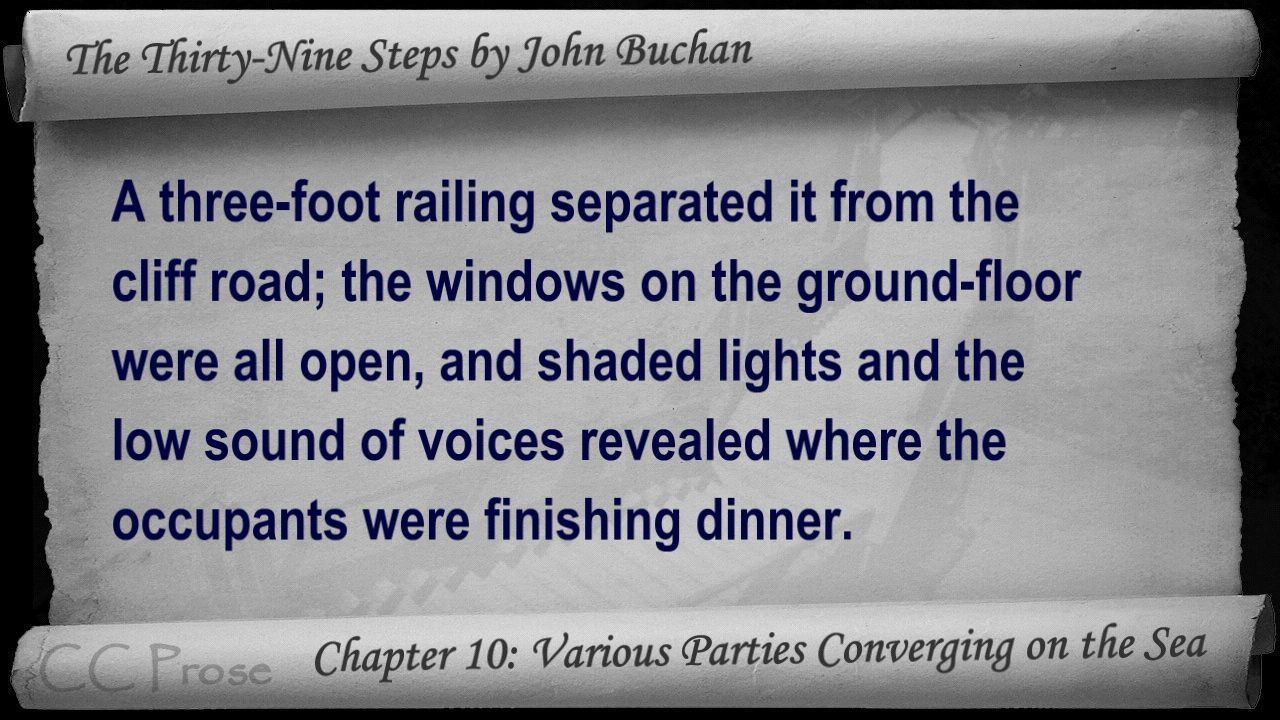 The Thirty-Nine Steps by John Buchan
A three-foot railing separated it from the
cliff road; the windows on the ground-floor
were all open, and shaded lights and the
low sound of voices revealed where the
occupants were finishing dinner.
CC Prose
Chapter 10: Various Parties Converging on the Sea